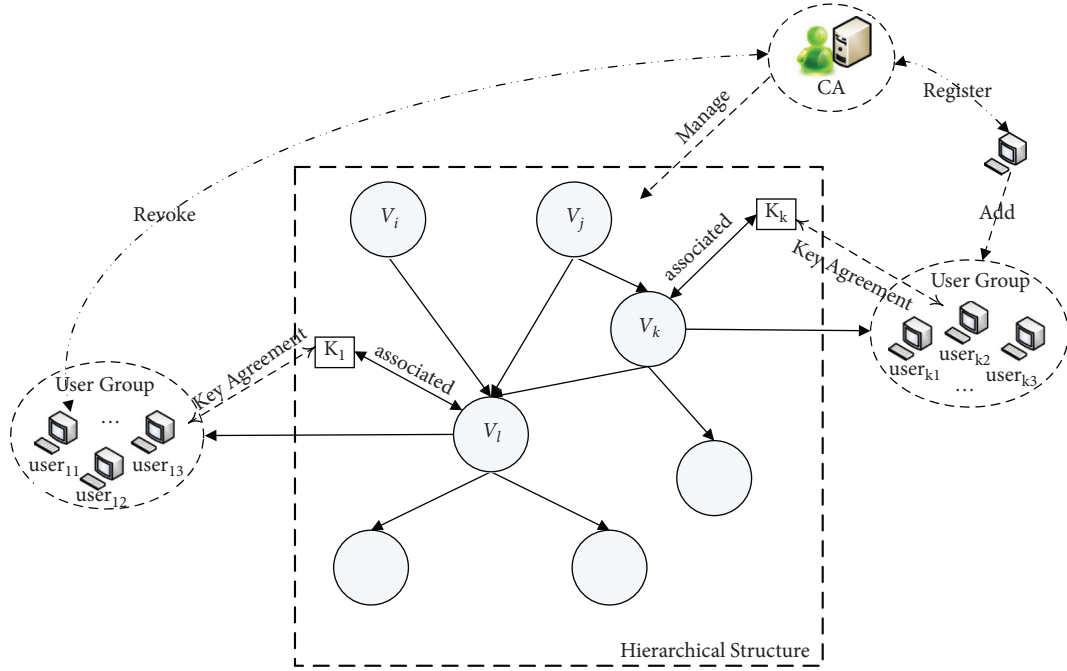 CA
Register
Manage
Revoke
Add
V_i
V_j
K_k
associated
Key Agreement
User Group
V_k
user_k1
user_k2
user_k3
...
K_1
associated
Key Agreement
User Group
...
user_11
user_12
user_13
V_l
Hierarchical Structure